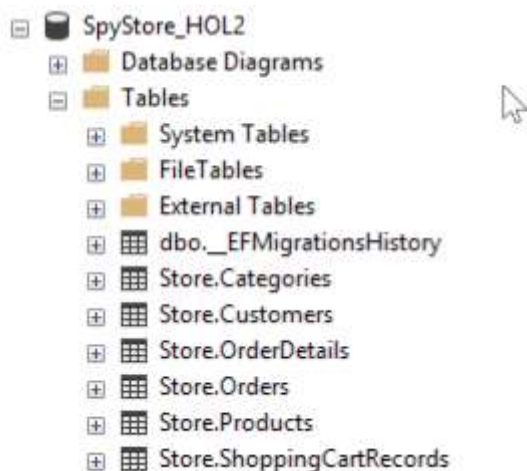 SpyStore_HOL2
Database Diagrams
Tables
System Tables
FileTables
External Tables
dbo.__EFMigrationsHistory
Store.Categories
Store.Customers
Store.OrderDetails
Store.Orders
Store.Products
Store.ShoppingCartRecords